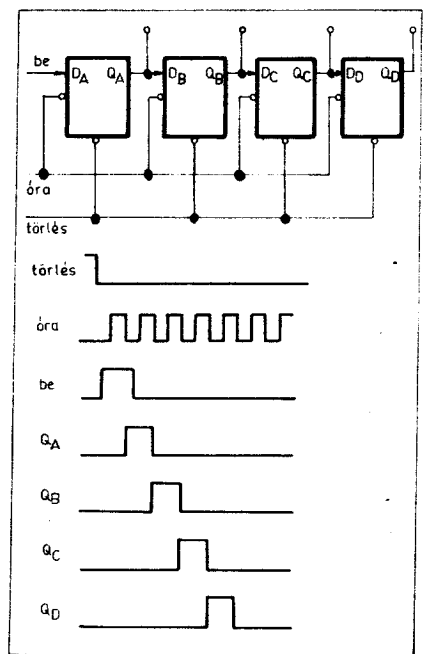 be
D_A Q_A D_B Q_B D_C Q_C D_D Q_D
óra
törlés
törlés
óra
be
Q_A
Q_B
Q_C
Q_D